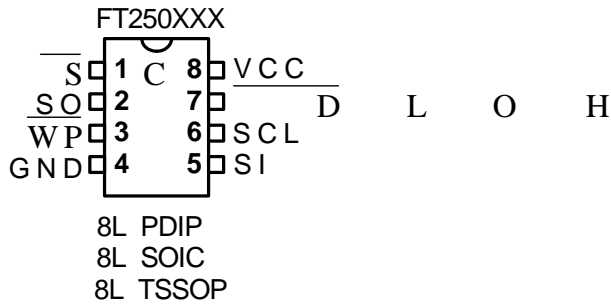 FT250XXX
S 1 C 8 VCC
SO 2 7 D L O H
WP 3 6 SCL
GND 4 5 SI
8L PDIP
8L SOIC
8L TSSOP